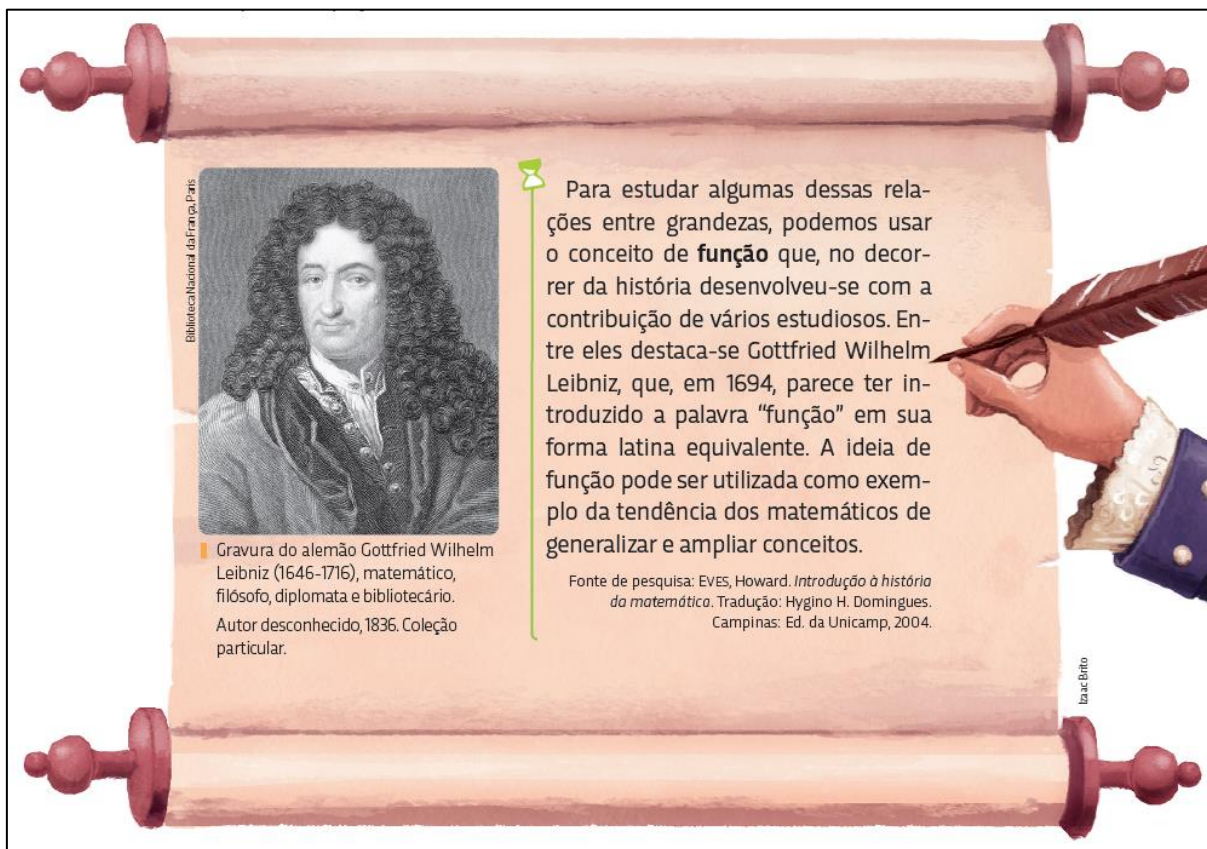 Biblioteca Nacional da França, Paris
Gravura do alemão Gottfried Wilhelm
Leibniz (1646-1716), matemático,
filósofo, diplomata e bibliotecário.
Autor desconhecido, 1836. Coleção
particular.
Para estudar algumas dessas rela-
ções entre grandezas, podemos usar
o conceito de função que, no decor-
rer da história desenvolveu-se com a
contribuição de vários estudiosos. En-
tre eles destaca-se Gottfried Wilhelm
Leibniz, que, em 1694, parece ter in-
troduzido a palavra “função” em sua
forma latina equivalente. A ideia de
função pode ser utilizada como exem-
plo da tendência dos matemáticos de
generalizar e ampliar conceitos.
Fonte de pesquisa: EVES, Howard. Introdução à história
da matemática. Tradução: Hygino H. Domingues.
Campinas: Ed. da Unicamp, 2004.
Izaac Brito